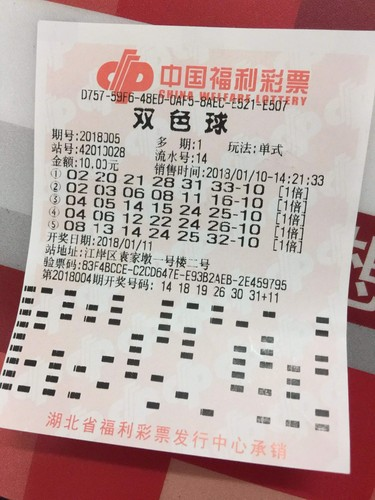 中国福利彩票
CHINA WELFARE LOTTERY
D757-59F6-48ED-0AF5-8AEC-E521-E507
双色球
期号:2018005 多期:1 玩法:单式
站号:42010028 流水号:14
金额:10.00元 销售时间:2018/01/10-14:21:33
① 02 20 21 28 31 33-10 [1倍]
② 02 03 06 08 11 16-10 [1倍]
③ 04 05 14 15 24 25-10 [1倍]
④ 04 06 12 22 24 26-10 [1倍]
⑤ 08 13 14 24 25 32-10 [1倍]
开奖日期:2018/01/11
站地址:江岸区袁家墩一号楼二号
验票码:B3F4BCCE-C2CD647E-E93B2AEB-2E459795
第2018004期开奖号码:14 18 19 26 30 31+11
湖北省福利彩票发行中心承销